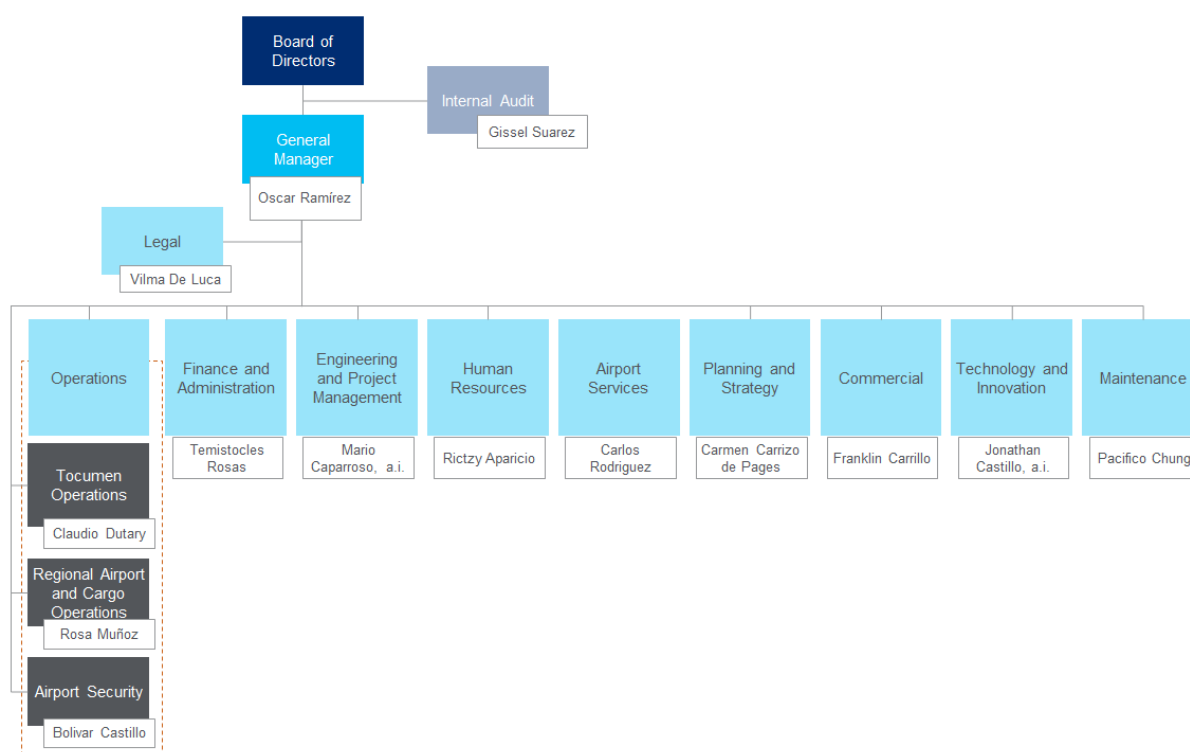 Board of
Directors
Internal Audit
Gissel Suarez
General
Manager
Oscar Ramírez
Legal
Vilma De Luca
Operations
Finance and
Administration
Engineering
and Project
Management
Human
Resources
Airport
Services
Planning and
Strategy
Commercial
Technology and
Innovation
Maintenance
Temistocles
Rosas
Mario
Caparroso, a.i.
Rictzy Aparicio
Carlos
Rodriguez
Carmen Carrizo
de Pages
Franklin Carrillo
Jonathan
Castillo, a.i.
Pacifico Chung
Tocumen
Operations
Claudio Dutary
Regional Airport
and Cargo
Operations
Rosa Muñoz
Airport Security
Bolivar Castillo